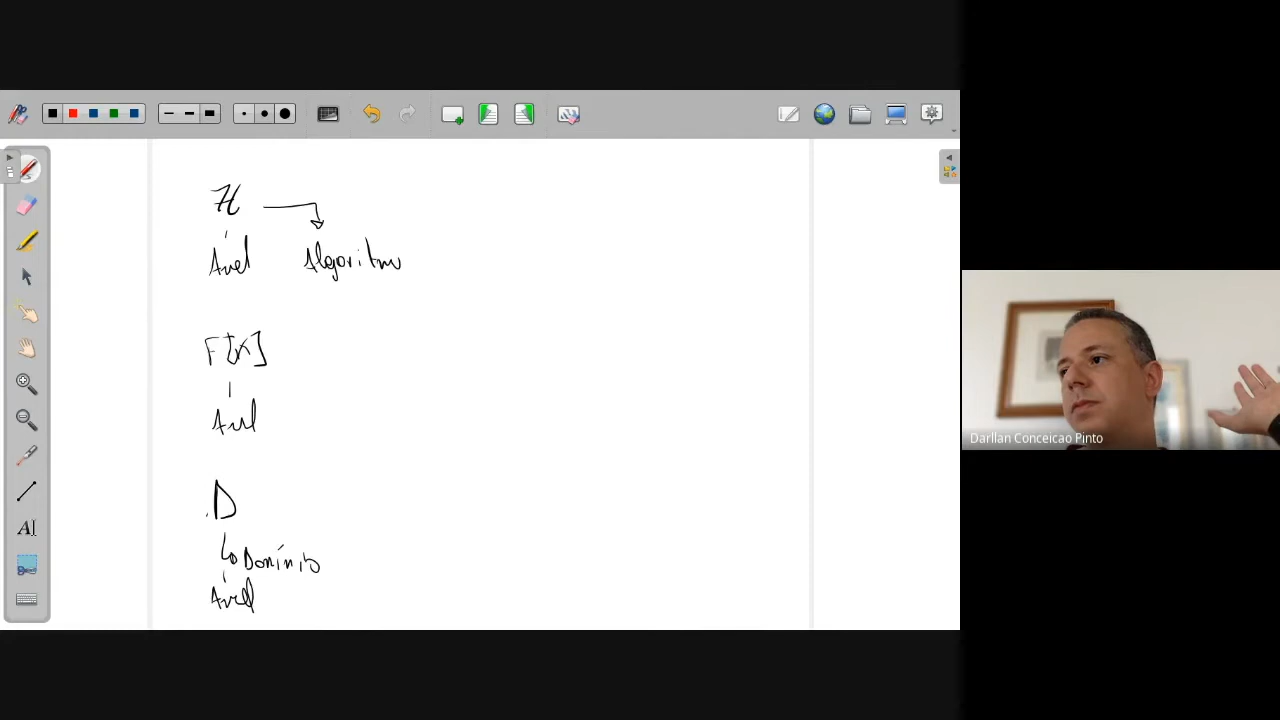 ℤ
Anel Algoritmo
F[x]
Anel
D
↳ Domínio
Anel
Darllan Conceicao Pinto
A